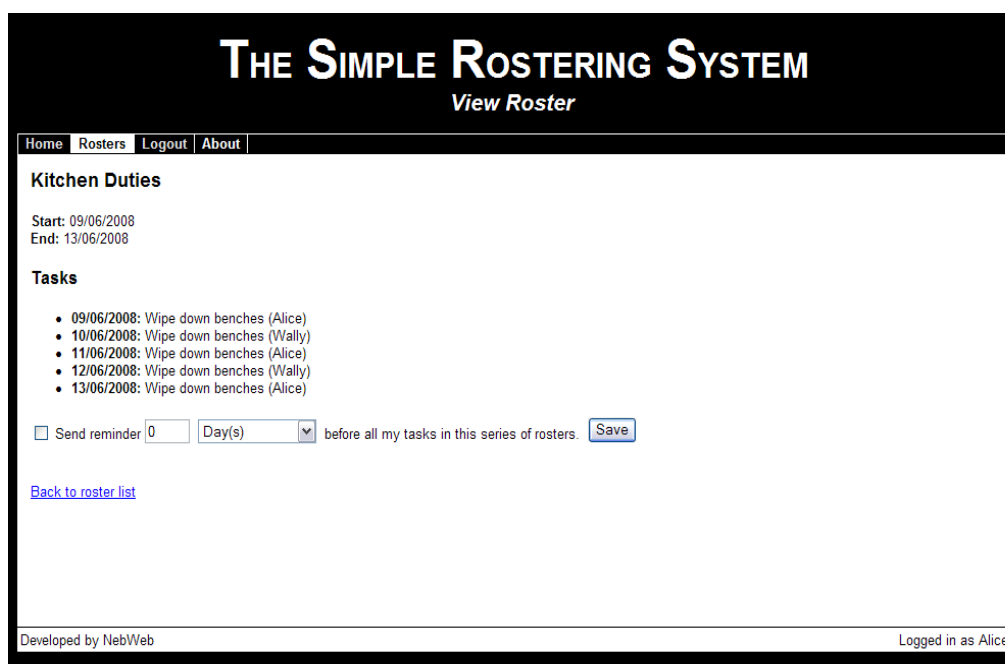 THE SIMPLE ROSTERING SYSTEM
View Roster
Home Rosters Logout About
Kitchen Duties
Start: 09/06/2008
End: 13/06/2008
Tasks
• 09/06/2008: Wipe down benches (Alice)
• 10/06/2008: Wipe down benches (Wally)
• 11/06/2008: Wipe down benches (Alice)
• 12/06/2008: Wipe down benches (Wally)
• 13/06/2008: Wipe down benches (Alice)
Send reminder 0 Day(s) before all my tasks in this series of rosters. Save
Back to roster list
Developed by NebWeb Logged in as Alice